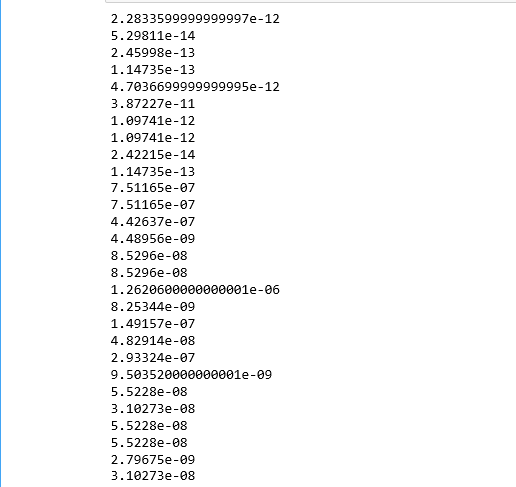 2.2833599999999997e-12
5.29811e-14
2.45998e-13
1.14735e-13
4.7036699999999995e-12
3.87227e-11
1.09741e-12
1.09741e-12
2.42215e-14
1.14735e-13
7.51165e-07
7.51165e-07
4.42637e-07
4.48956e-09
8.5296e-08
8.5296e-08
1.2620600000000001e-06
8.25344e-09
1.49157e-07
4.82914e-08
2.93324e-07
9.503520000000001e-09
5.5228e-08
3.10273e-08
5.5228e-08
5.5228e-08
2.79675e-09
3.10273e-08